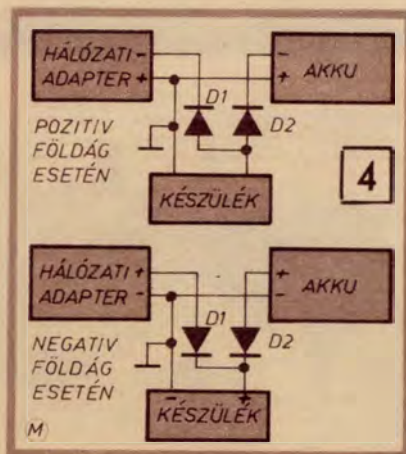 HÁLÓZATI -
ADAPTER +
-
+
AKKU
D1
D2
POZITIV
FÖLDÁG
ESETÉN
4
KÉSZÜLÉK
HÁLÓZATI +
ADAPTER -
+
-
AKKU
D1
D2
NEGATIV
FÖLDÁG
ESETÉN
- +
KÉSZÜLÉK
M